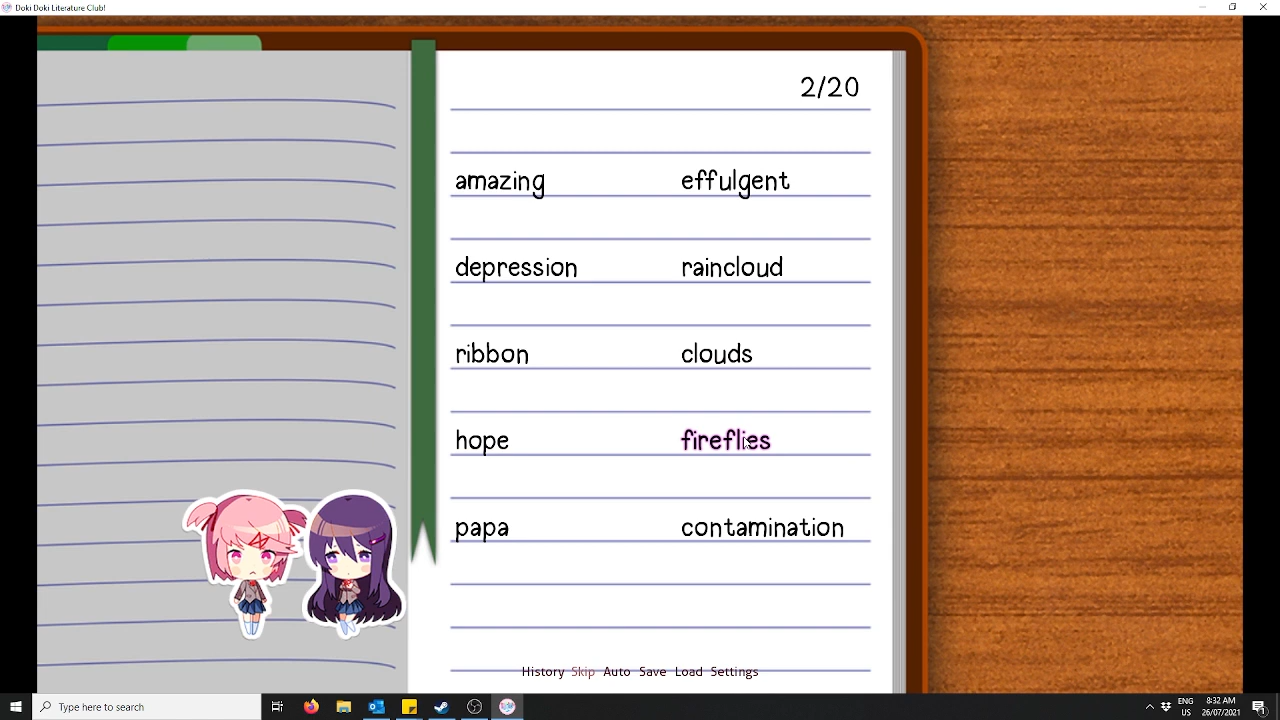 Doki Doki Literature Club!
2/20
amazing effulgent
depression raincloud
ribbon clouds
hope fireflies
papa contamination
History Skip Auto Save Load Settings
Type here to search
ENG 8:32 AM
US 26/07/2021